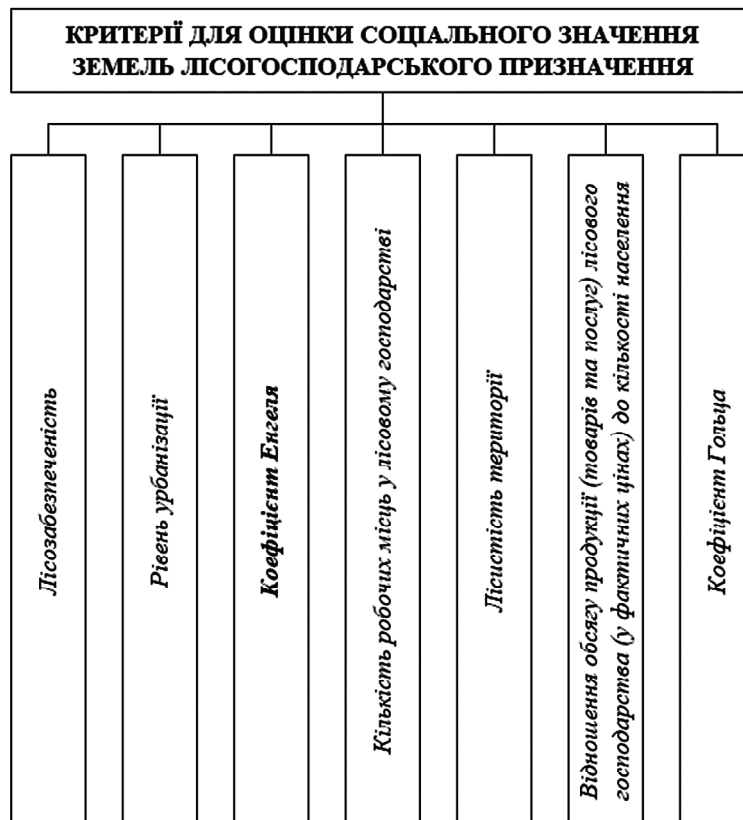 КРИТЕРІЇ ДЛЯ ОЦІНКИ СОЦІАЛЬНОГО ЗНАЧЕННЯ
ЗЕМЕЛЬ ЛІСОГОСПОДАРСЬКОГО ПРИЗНАЧЕННЯ
Лісозабезпеченість
Рівень урбанізації
Коефіцієнт Енгеля
Кількість робочих місць у лісовому господарстві
Лісистість території
Відношення обсягу продукції (товарів та послуг) лісового
господарства (у фактичних цінах) до кількості населення
Коефіцієнт Гольца